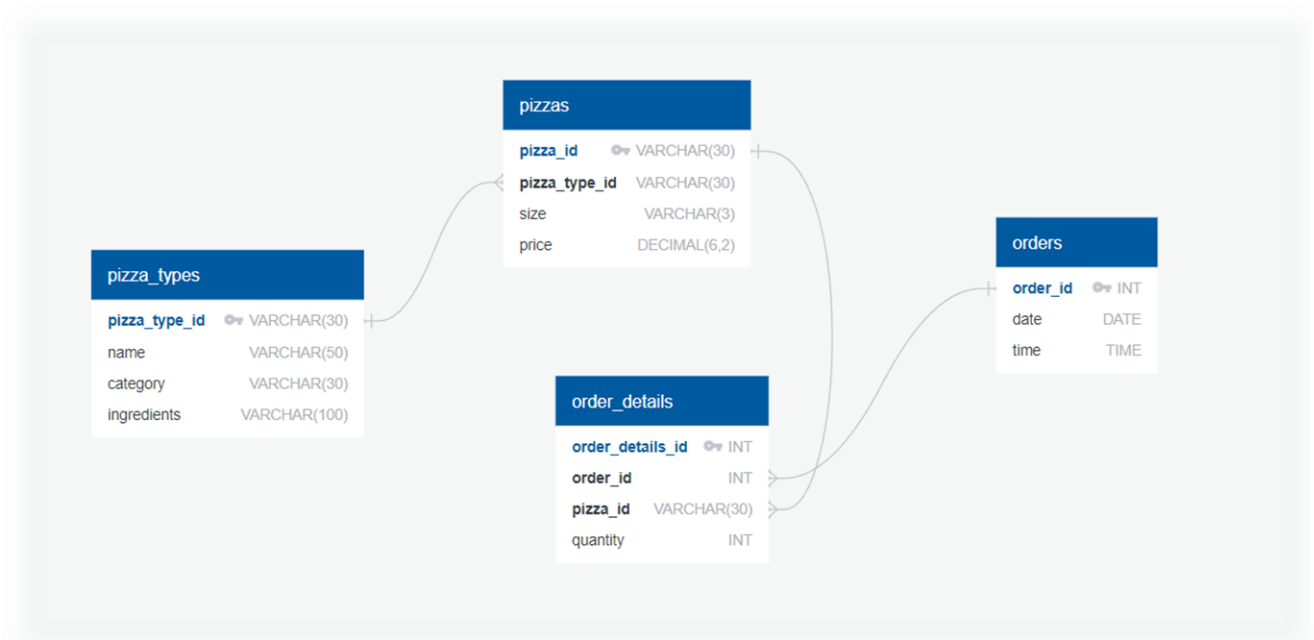 pizzas
pizza_id VARCHAR(30)
pizza_type_id VARCHAR(30)
size VARCHAR(3)
price DECIMAL(6,2)
orders
order_id INT
date DATE
time TIME
pizza_types
pizza_type_id VARCHAR(30)
name VARCHAR(50)
category VARCHAR(30)
ingredients VARCHAR(100)
order_details
order_details_id INT
order_id INT
pizza_id VARCHAR(30)
quantity INT